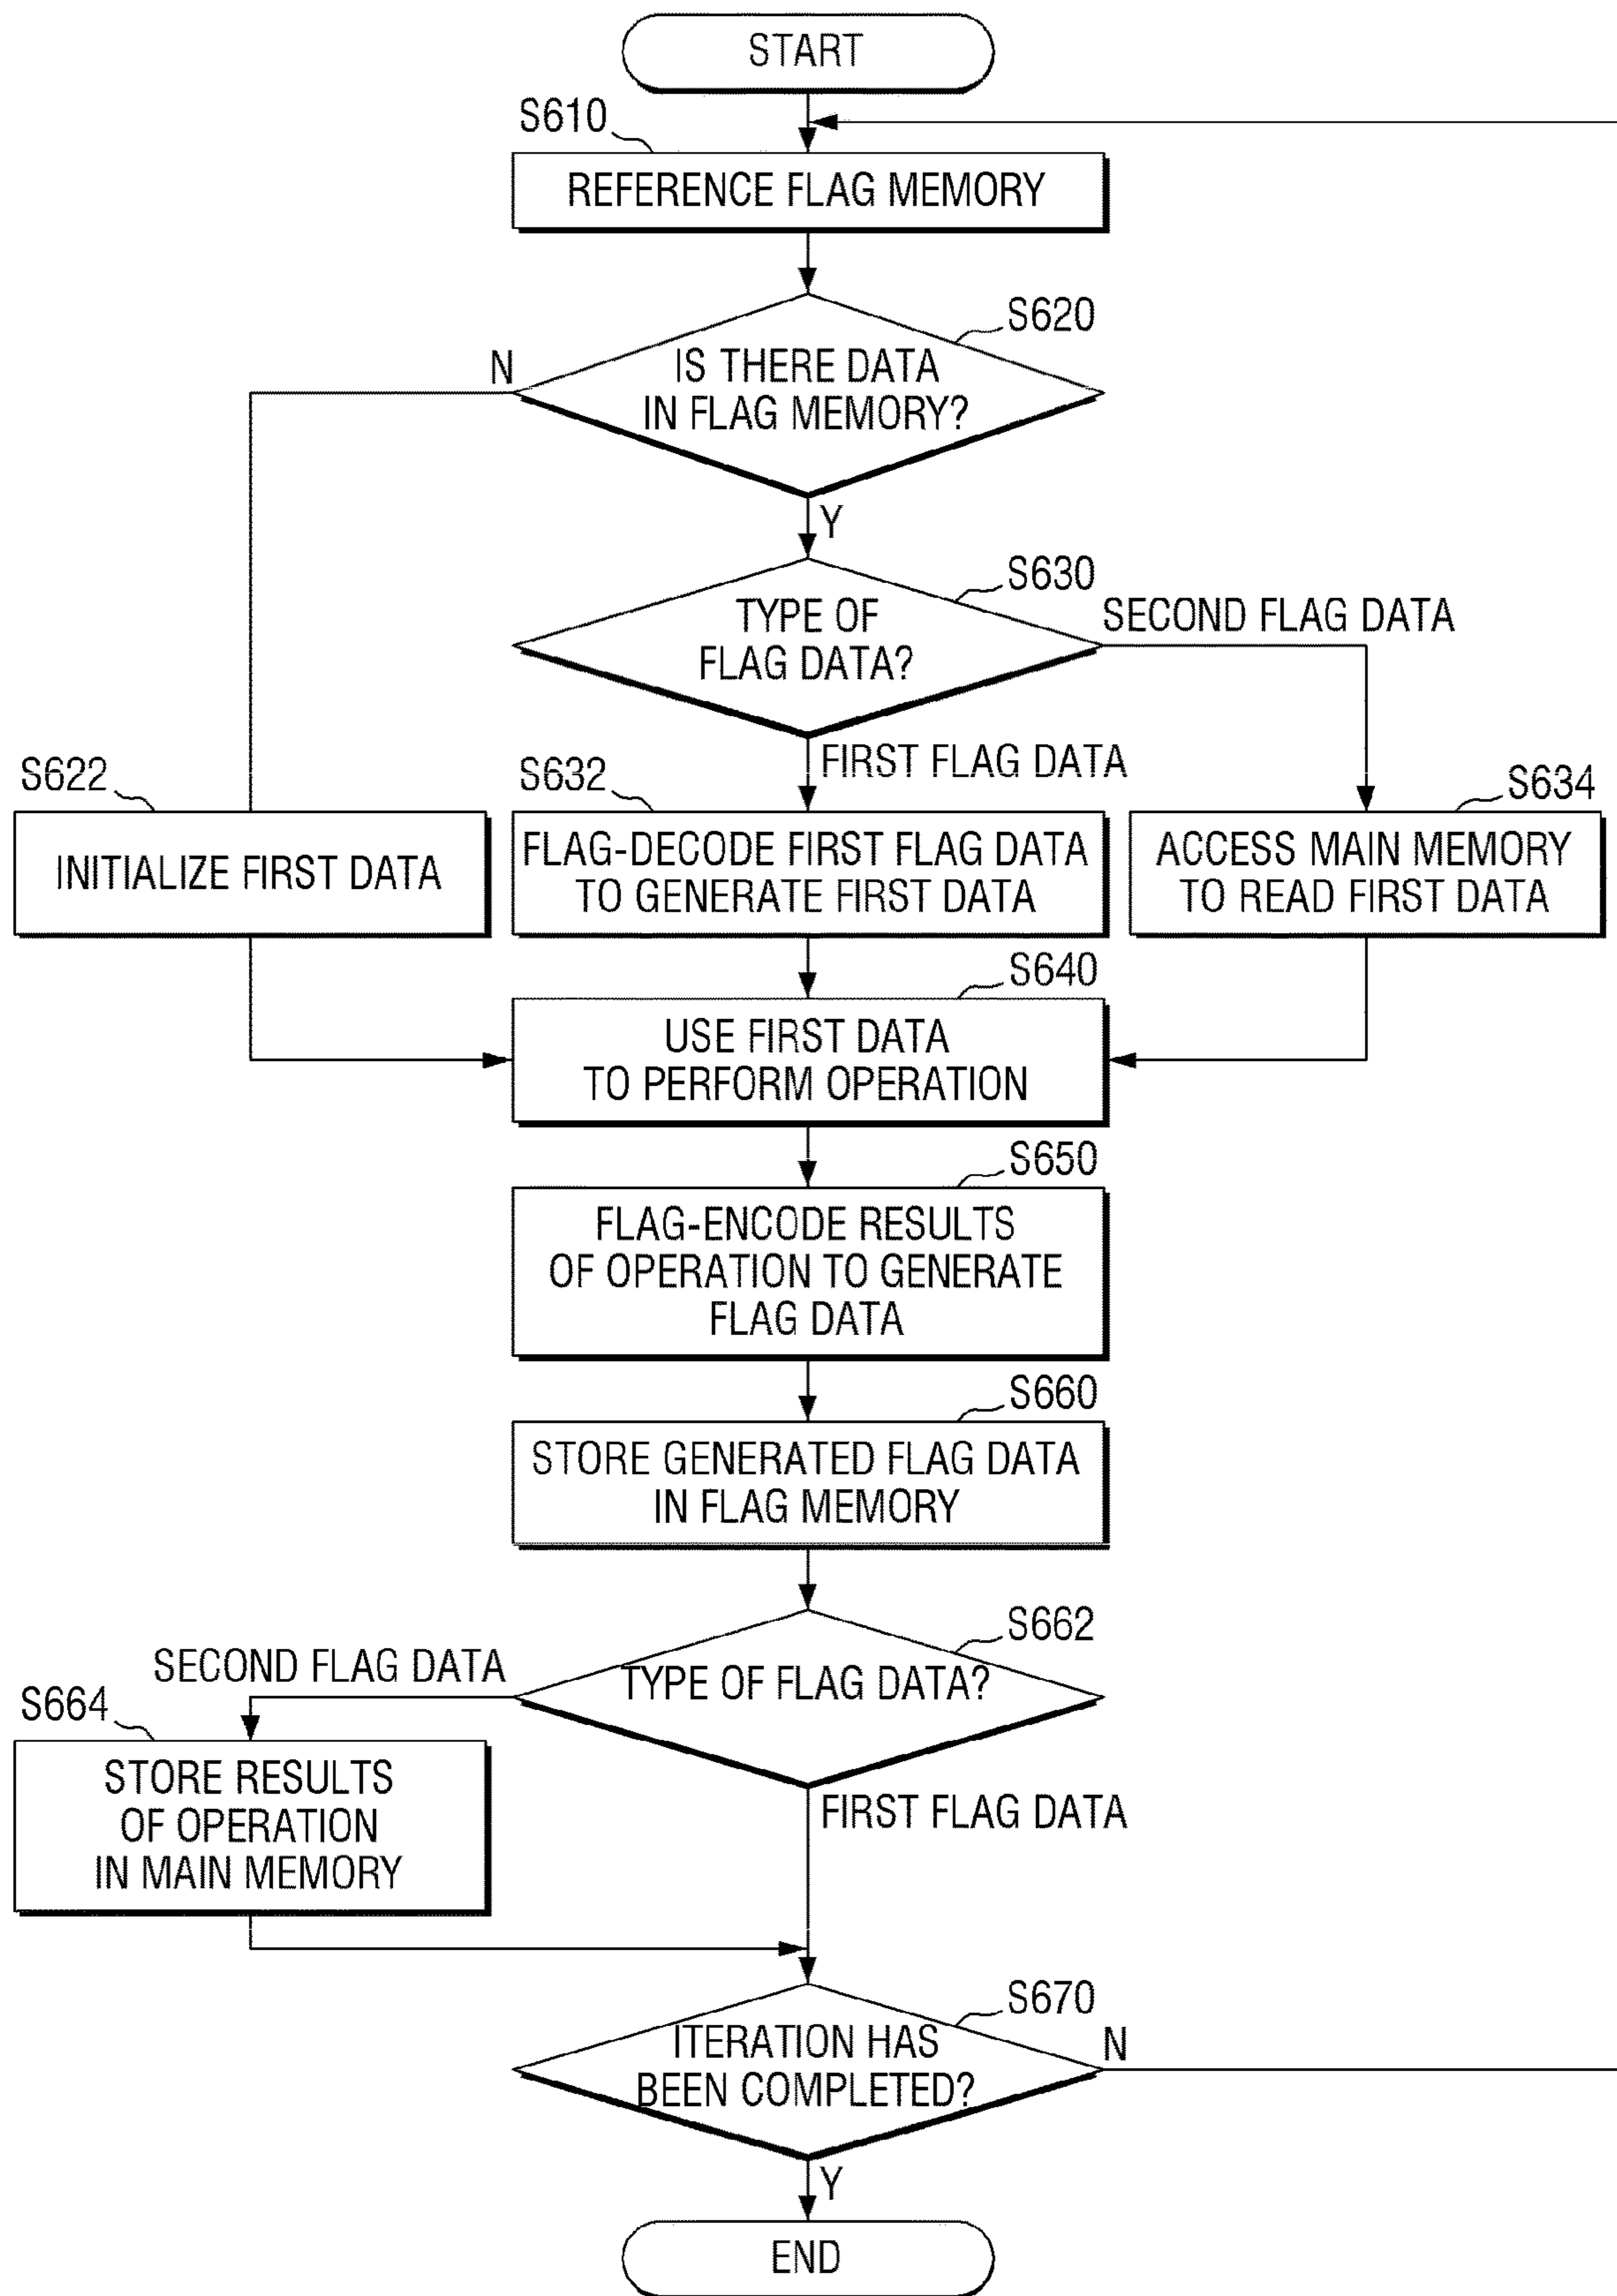 START
S610
REFERENCE FLAG MEMORY
S620
IS THERE DATA
IN FLAG MEMORY?
N
Y
S630
TYPE OF
FLAG DATA?
SECOND FLAG DATA
FIRST FLAG DATA
S622
INITIALIZE FIRST DATA
S632
FLAG-DECODE FIRST FLAG DATA
TO GENERATE FIRST DATA
S634
ACCESS MAIN MEMORY
TO READ FIRST DATA
S640
USE FIRST DATA
TO PERFORM OPERATION
S650
FLAG-ENCODE RESULTS
OF OPERATION TO GENERATE
FLAG DATA
S660
STORE GENERATED FLAG DATA
IN FLAG MEMORY
S662
TYPE OF FLAG DATA?
SECOND FLAG DATA
S664
STORE RESULTS
OF OPERATION
IN MAIN MEMORY
FIRST FLAG DATA
S670
ITERATION HAS
BEEN COMPLETED?
N
Y
END